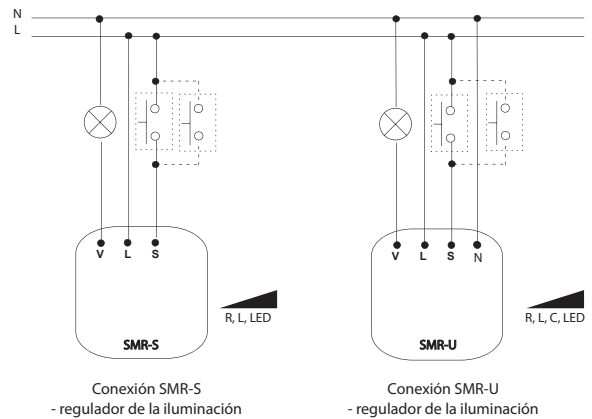 N
L
V L S
V L S N
R, L, LED
R, L, C, LED
SMR-S
SMR-U
Conexión SMR-S
- regulador de la iluminación
Conexión SMR-U
- regulador de la iluminación